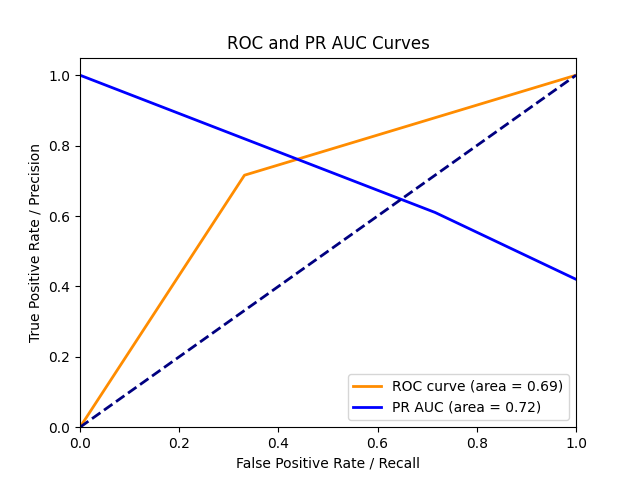 ROC and PR AUC Curves
True Positive Rate / Precision
1.0
0.8
0.6
0.4
0.2
0.0
0.0 0.2 0.4 0.6 0.8 1.0
False Positive Rate / Recall
ROC curve (area = 0.69)
PR AUC (area = 0.72)